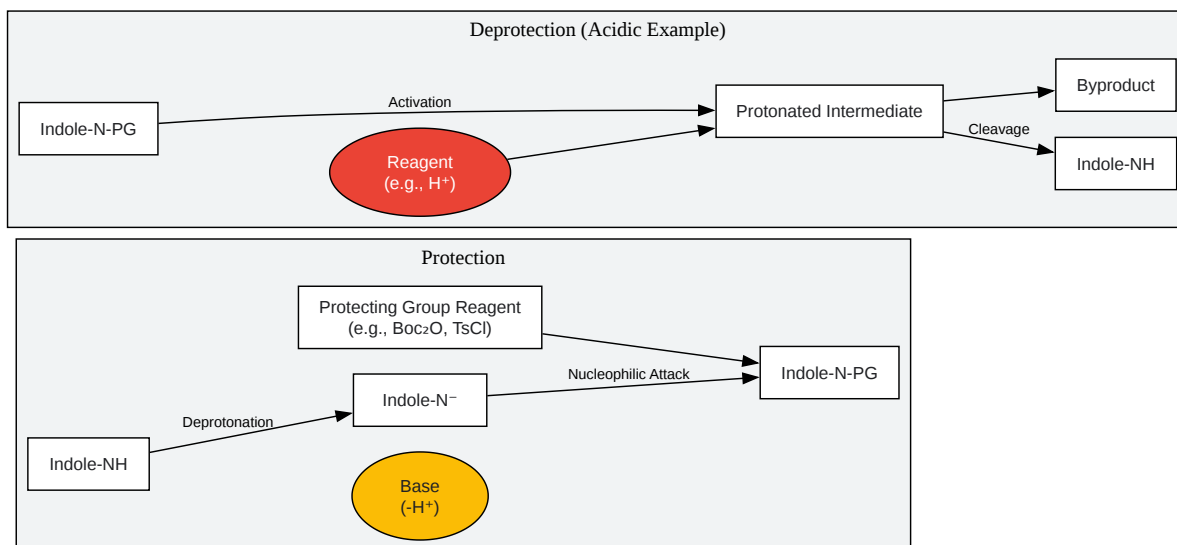 Deprotection (Acidic Example)
Indole-N-PG
Activation
Reagent
(e.g., H⁺)
Protonated Intermediate
Byproduct
Cleavage
Indole-NH
Protection
Protecting Group Reagent
(e.g., Boc₂O, TsCl)
Indole-NH
Deprotonation
Indole-N⁻
Nucleophilic Attack
Indole-N-PG
Base
(-H⁺)